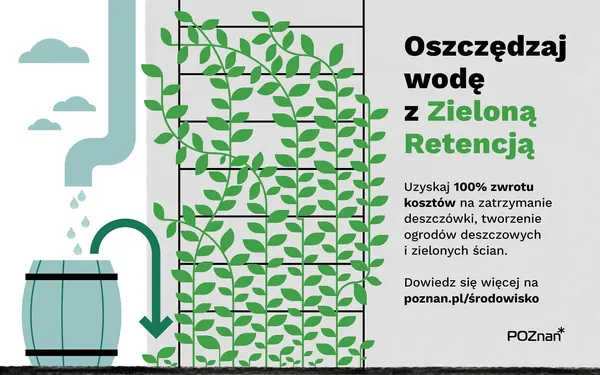 Oszczędzaj
wodę
z Zieloną
Retencją
Uzyskaj 100% zwrotu
kosztów na zatrzymanie
deszczówki, tworzenie
ogrodów deszczowych
i zielonych ścian.
Dowiedz się więcej na
poznan.pl/środowisko
POZnań*